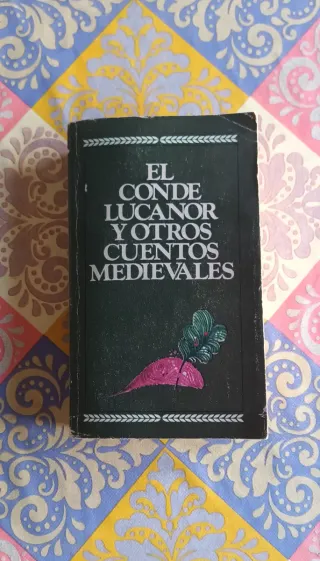 EL
CONDE
LUCANOR
Y OTROS
CUENTOS
MEDIEVALES